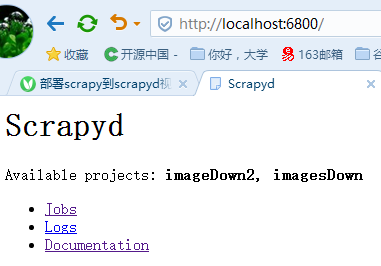 http://localhost:6800/
收藏 开源中国 - 你好，大学 163邮箱
部署scrapy到scrapyd视 Scrapyd
Scrapyd
Available projects: imageDown2, imagesDown
Jobs
Logs
Documentation